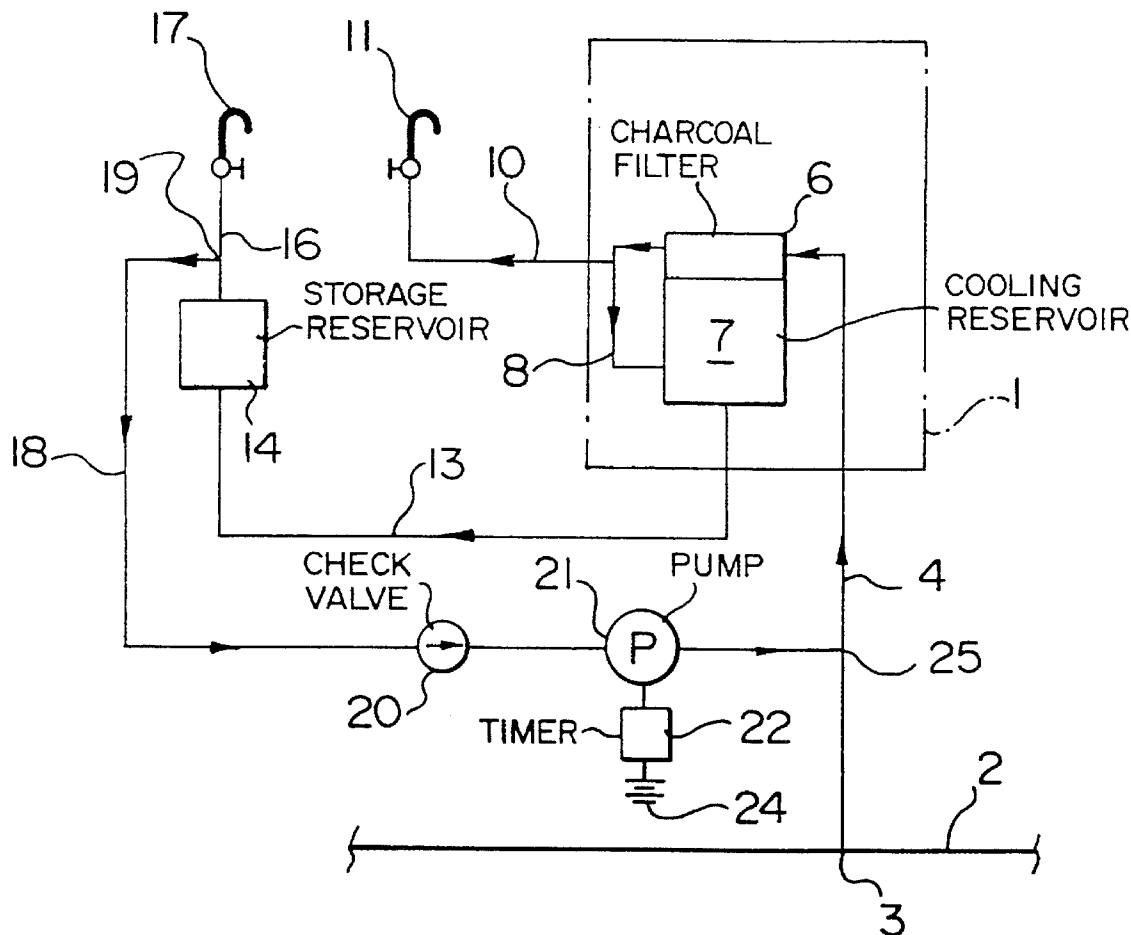 17
11
CHARCOAL
FILTER
6
10
19
16
STORAGE
RESERVOIR
COOLING
RESERVOIR
7
8
1
14
18
13
CHECK
VALVE
21
PUMP
4
P
25
20
TIMER
22
24
2
3